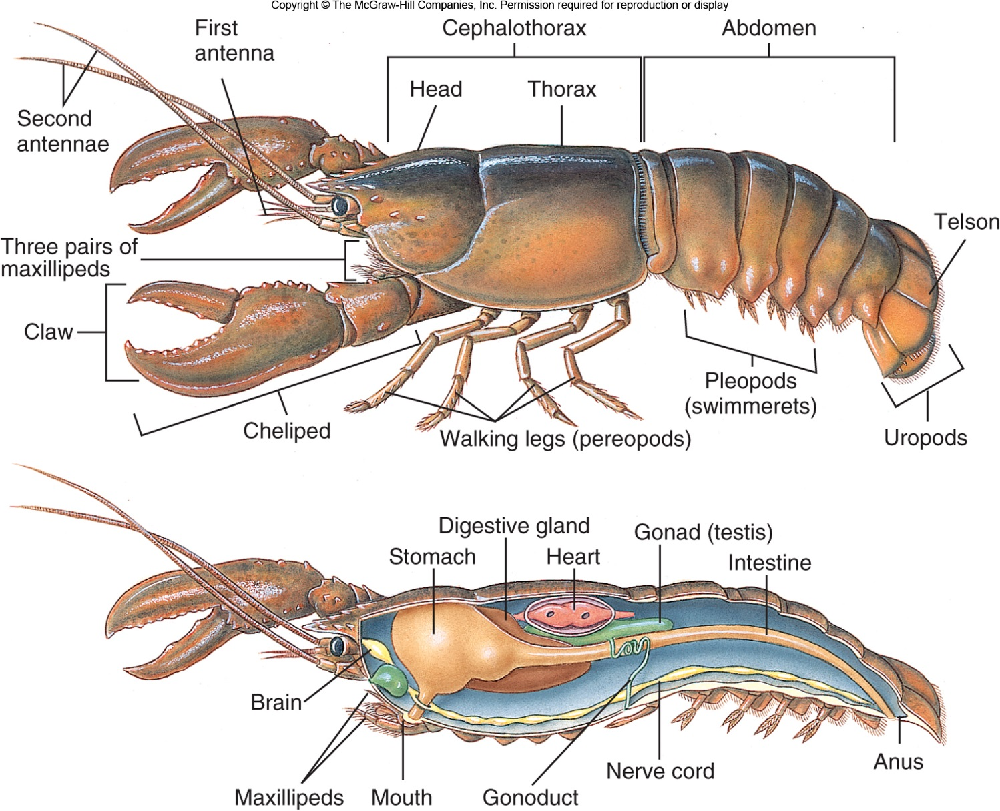 Copyright © The McGraw-Hill Companies, Inc. Permission required for reproduction or display
First
antenna
Cephalothorax
Abdomen
Head
Thorax
Second
antennae
Telson
Three pairs of
maxillipeds
Claw
Pleopods
(swimmerets)
Cheliped
Walking legs (pereopods)
Uropods
Digestive gland
Gonad (testis)
Stomach
Heart
Intestine
Brain
Anus
Nerve cord
Maxillipeds
Mouth
Gonoduct